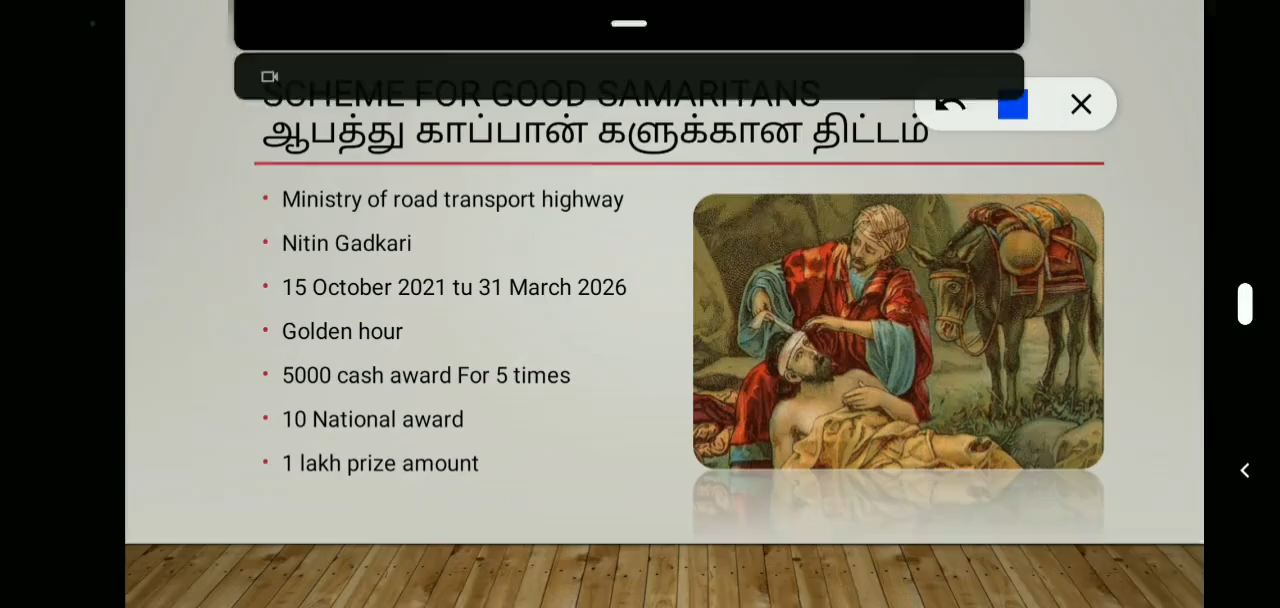 SCHEME FOR GOOD SAMARITANS
ஆபத்து காப்பான் களுக்கான திட்டம்
Ministry of road transport highway
Nitin Gadkari
15 October 2021 tu 31 March 2026
Golden hour
5000 cash award For 5 times
10 National award
1 lakh prize amount